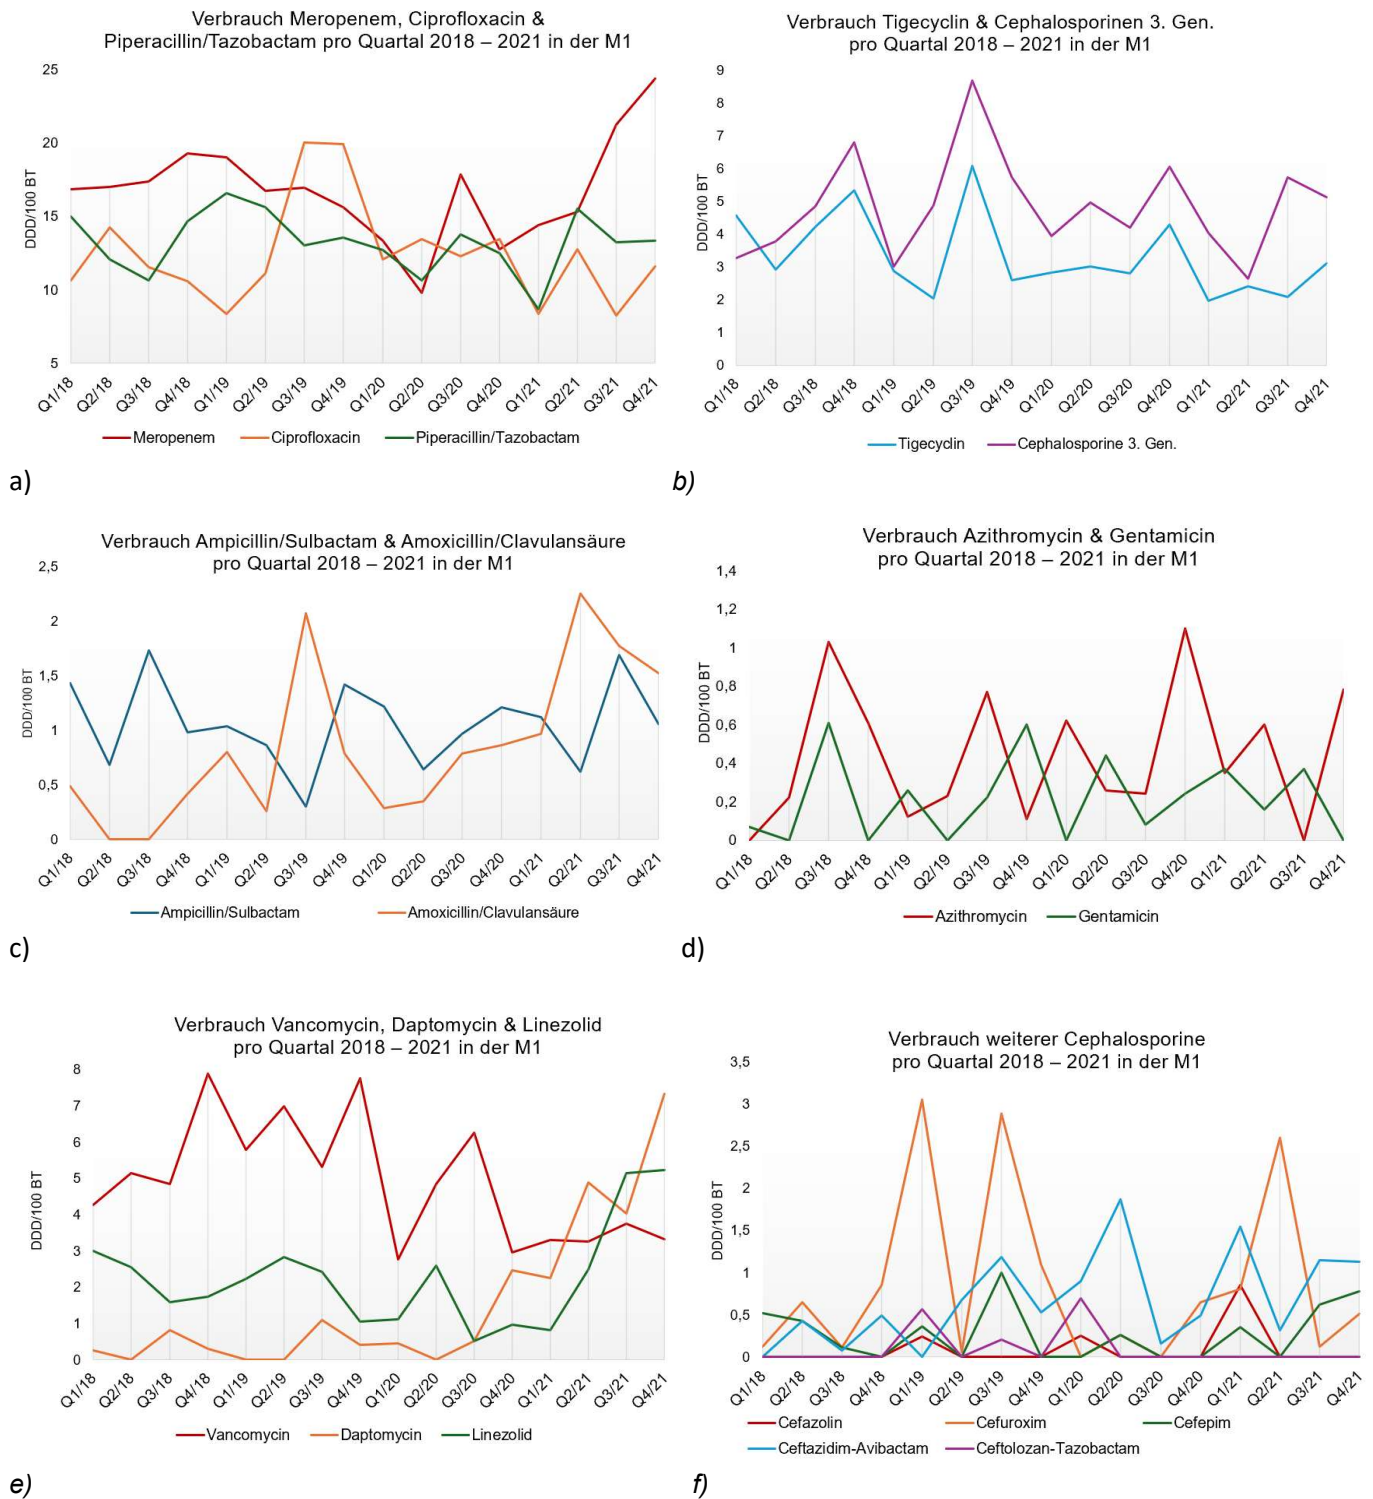 Verbrauch Meropenem, Ciprofloxacin &
Piperacillin/Tazobactam pro Quartal 2018 – 2021 in der M1
25
20
15
10
5
DDD/100 BT
Q1/18 Q2/18 Q3/18 Q4/18 Q1/19 Q2/19 Q3/19 Q4/19 Q1/20 Q2/20 Q3/20 Q4/20 Q1/21 Q2/21 Q3/21 Q4/21
Meropenem Ciprofloxacin Piperacillin/Tazobactam
a)
Verbrauch Tigecyclin & Cephalosporinen 3. Gen.
pro Quartal 2018 – 2021 in der M1
9
8
7
6
5
4
3
2
1
0
DDD/100 BT
Q1/18 Q2/18 Q3/18 Q4/18 Q1/19 Q2/19 Q3/19 Q4/19 Q1/20 Q2/20 Q3/20 Q4/20 Q1/21 Q2/21 Q3/21 Q4/21
Tigecyclin Cephalosporine 3. Gen.
b)
Verbrauch Ampicillin/Sulbactam & Amoxicillin/Clavulansäure
pro Quartal 2018 – 2021 in der M1
2,5
2
1,5
1
0,5
0
DDD/100 BT
Q1/18 Q2/18 Q3/18 Q4/18 Q1/19 Q2/19 Q3/19 Q4/19 Q1/20 Q2/20 Q3/20 Q4/20 Q1/21 Q2/21 Q3/21 Q4/21
Ampicillin/Sulbactam Amoxicillin/Clavulansäure
c)
Verbrauch Azithromycin & Gentamicin
pro Quartal 2018 – 2021 in der M1
1,4
1,2
1
0,8
0,6
0,4
0,2
0
DDD/100 BT
Q1/18 Q2/18 Q3/18 Q4/18 Q1/19 Q2/19 Q3/19 Q4/19 Q1/20 Q2/20 Q3/20 Q4/20 Q1/21 Q2/21 Q3/21 Q4/21
Azithromycin Gentamicin
d)
Verbrauch Vancomycin, Daptomycin & Linezolid
pro Quartal 2018 – 2021 in der M1
8
7
6
5
4
3
2
1
0
DDD/100 BT
Q1/18 Q2/18 Q3/18 Q4/18 Q1/19 Q2/19 Q3/19 Q4/19 Q1/20 Q2/20 Q3/20 Q4/20 Q1/21 Q2/21 Q3/21 Q4/21
Vancomycin Daptomycin Linezolid
e)
Verbrauch weiterer Cephalosporine
pro Quartal 2018 – 2021 in der M1
3,5
3
2,5
2
1,5
1
0,5
0
DDD/100 BT
Q1/18 Q2/18 Q3/18 Q4/18 Q1/19 Q2/19 Q3/19 Q4/19 Q1/20 Q2/20 Q3/20 Q4/20 Q1/21 Q2/21 Q3/21 Q4/21
Cefazolin Cefuroxim Cefepim
Ceftazidim-Avibactam Ceftolozan-Tazobactam
f)